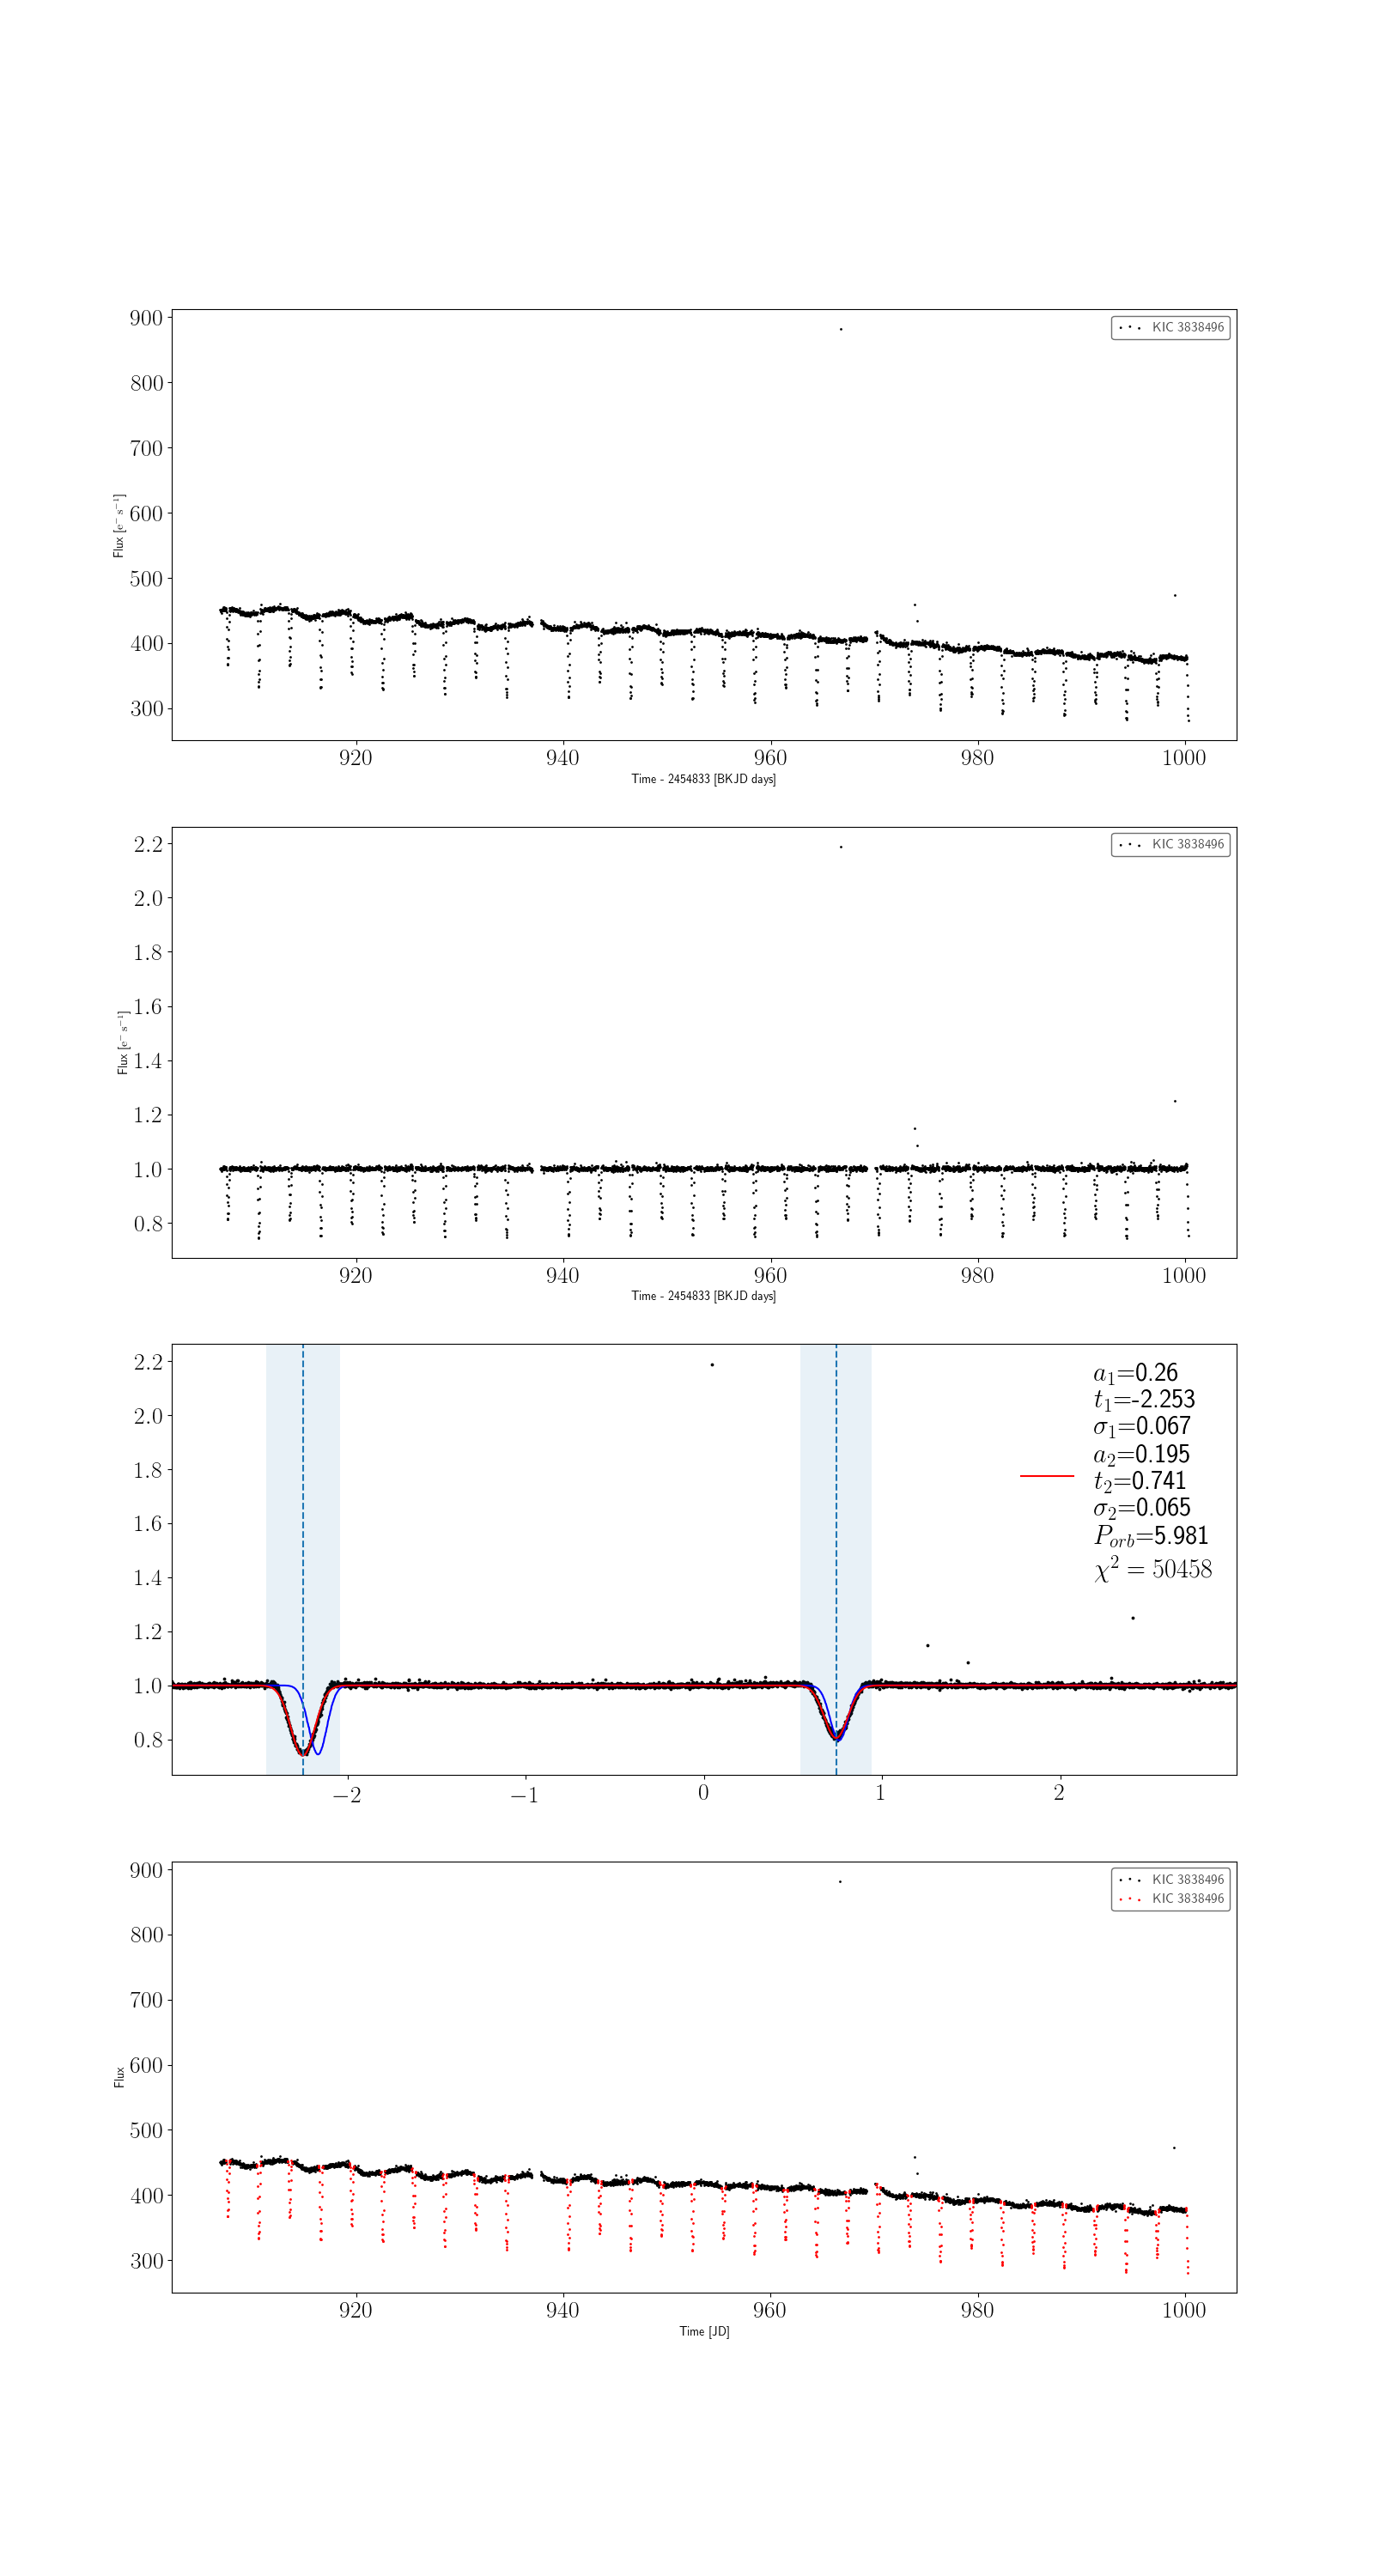 900
800
700
600
500
400
300
Flux [e⁻ s⁻¹]
KIC 3838496
920 940 960 980 1000
Time - 2454833 [BKJD days]
2.2
2.0
1.8
1.6
1.4
1.2
1.0
0.8
Flux [e⁻ s⁻¹]
KIC 3838496
920 940 960 980 1000
Time - 2454833 [BKJD days]
2.2
2.0
1.8
1.6
1.4
1.2
1.0
0.8
a₁=0.26
t₁=-2.253
σ₁=0.067
a₂=0.195
t₂=0.741
σ₂=0.065
P_orb=5.981
χ² = 50458
−2 −1 0 1 2
900
800
700
600
500
400
300
Flux
KIC 3838496
KIC 3838496
920 940 960 980 1000
Time [JD]